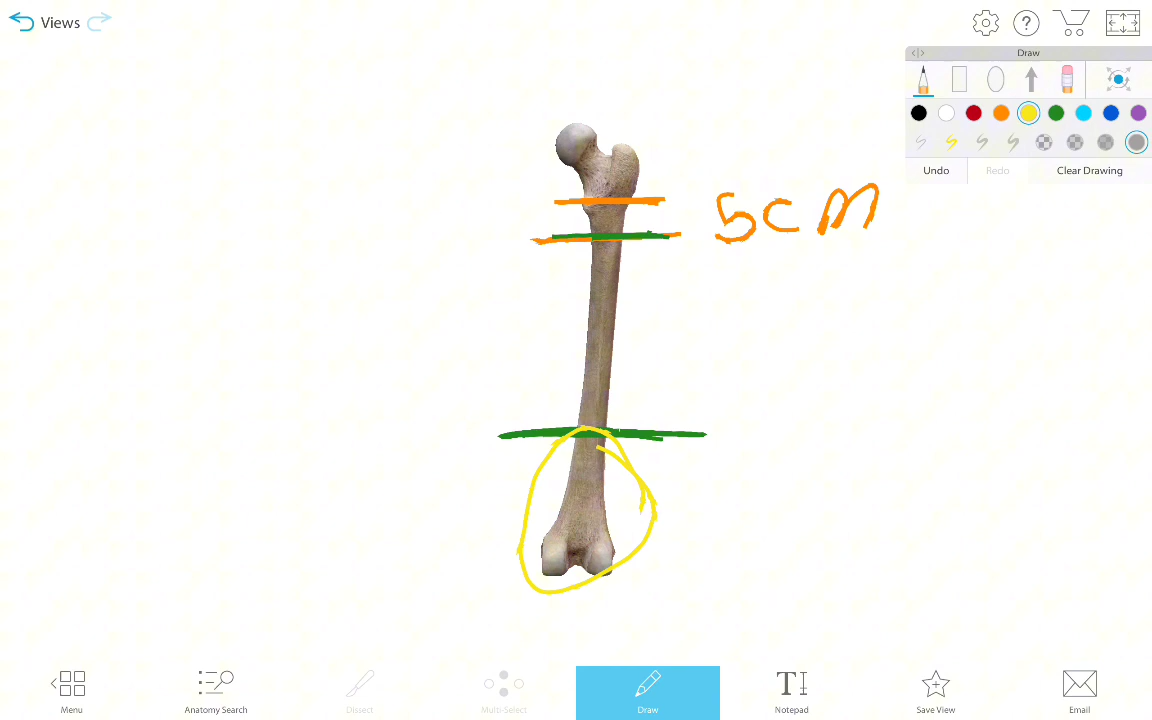 Views
Draw
Undo Redo Clear Drawing
5CM
Menu Anatomy Search Dissect Multi-Select Draw Notepad Save View Email